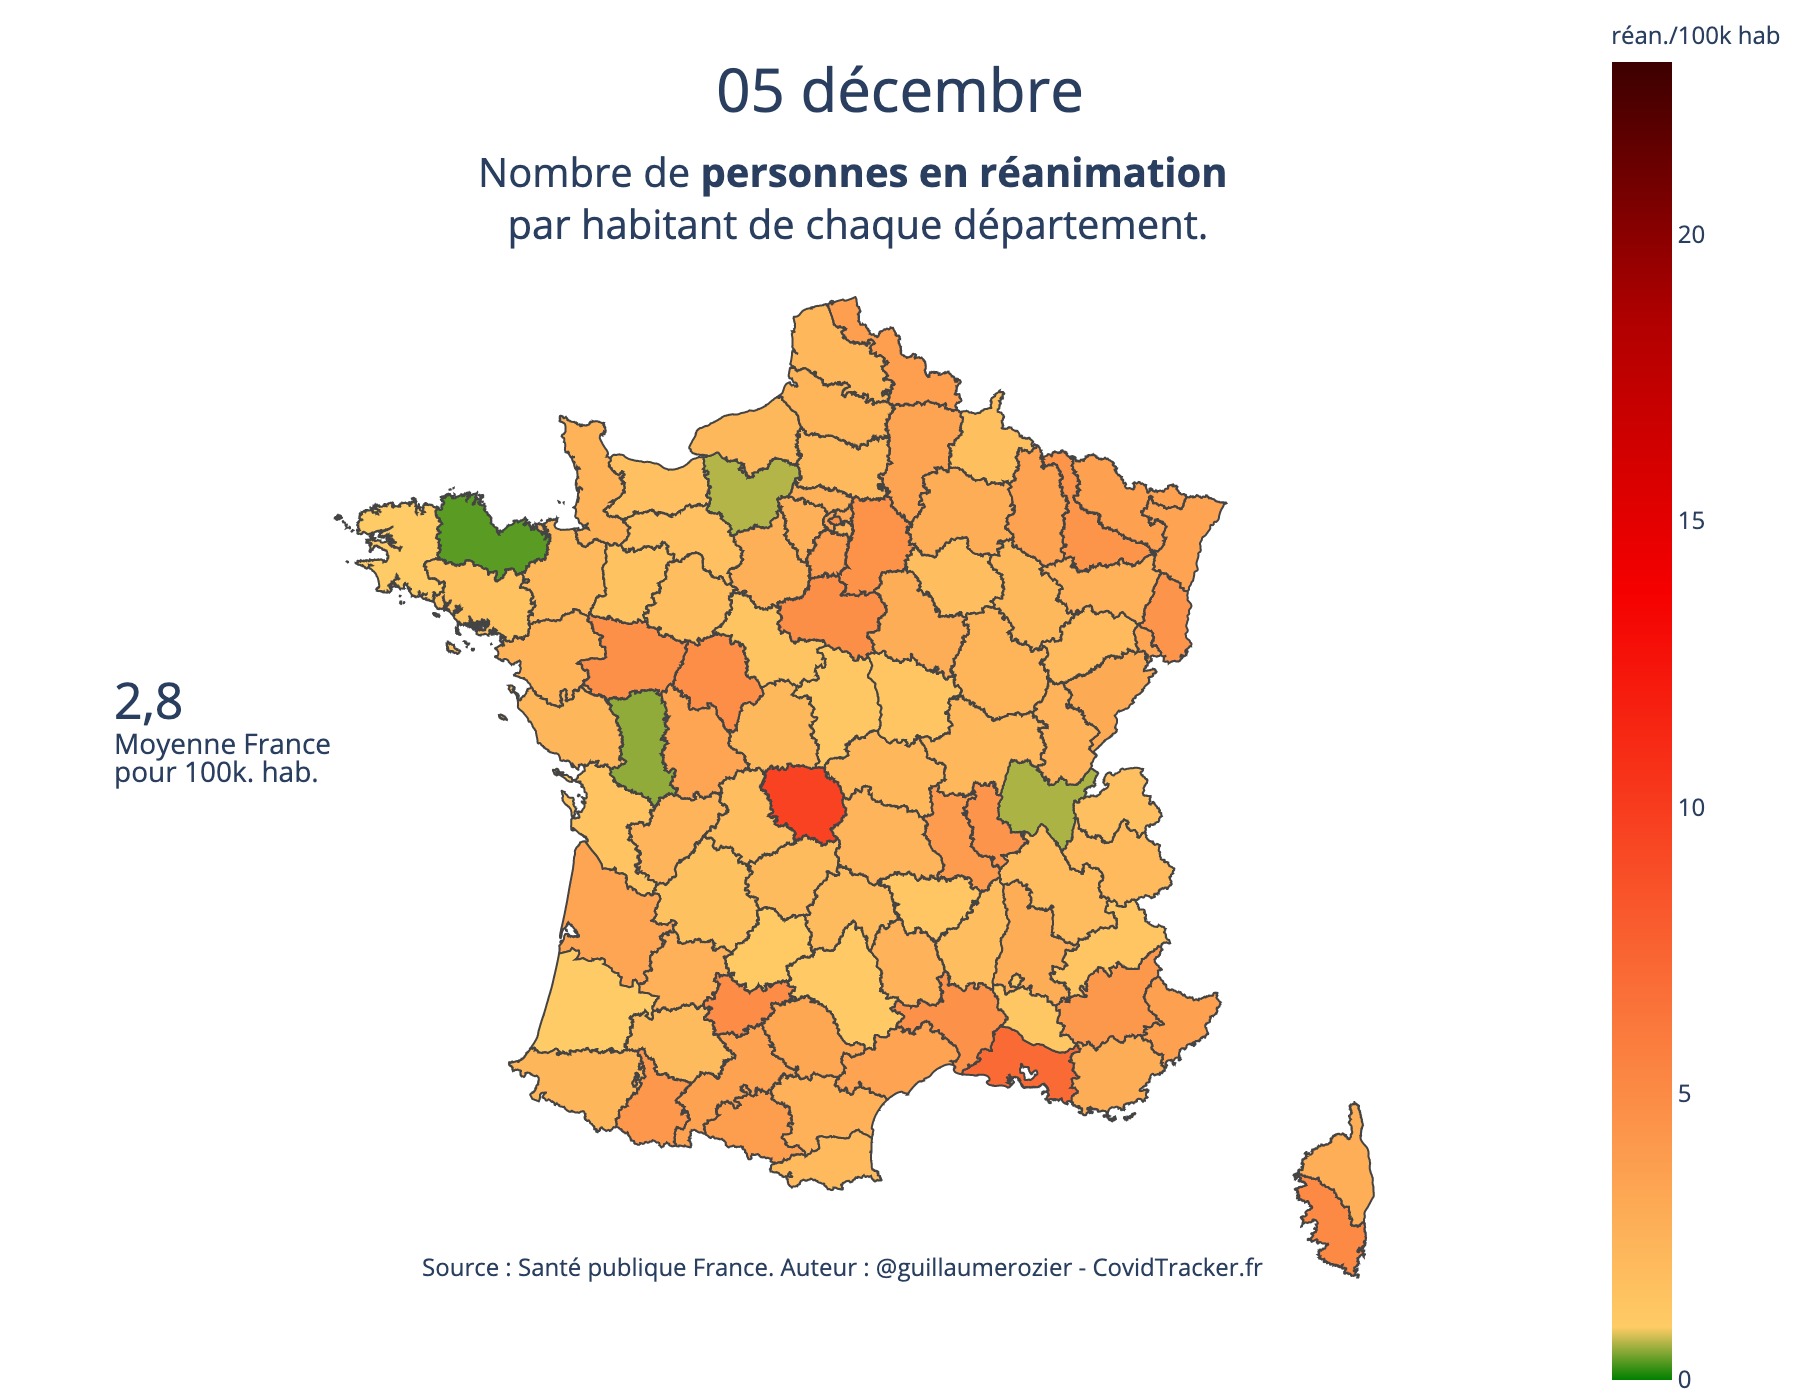 réan./100k hab
05 décembre
Nombre de personnes en réanimation
par habitant de chaque département.
20
15
2,8
Moyenne France
pour 100k. hab.
10
5
Source : Santé publique France. Auteur : @guillaumerozier - CovidTracker.fr
0